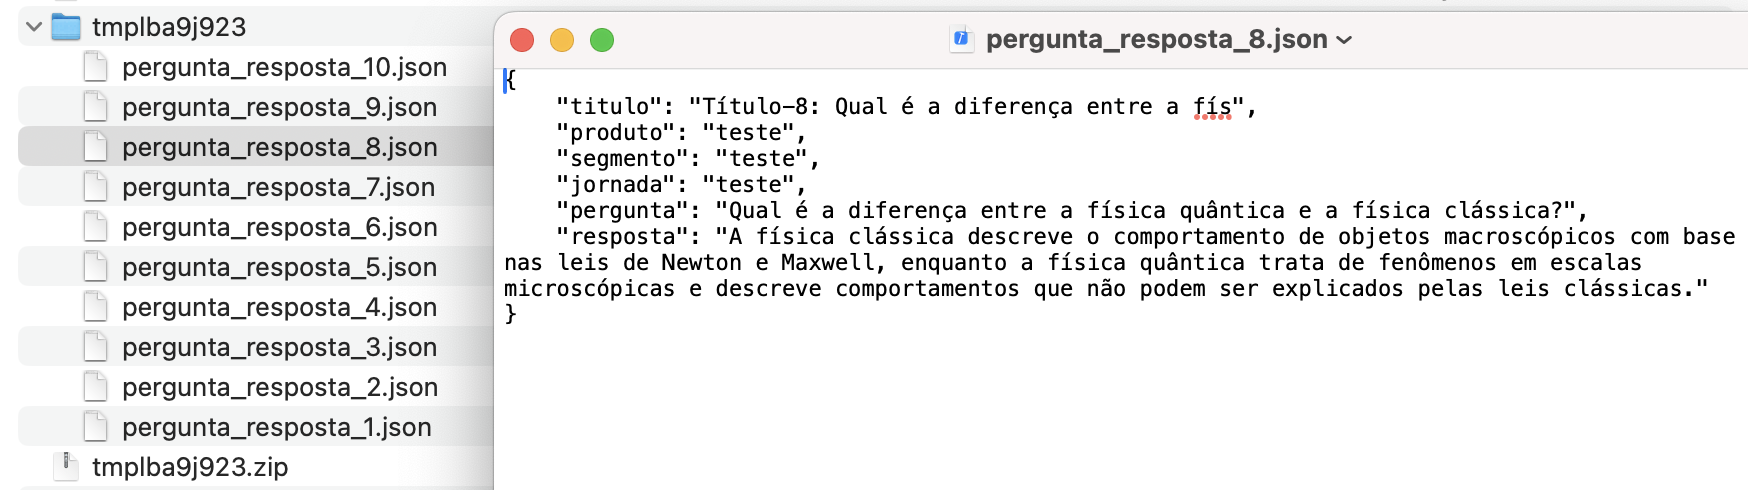 tmplba9j923
pergunta_resposta_10.json
pergunta_resposta_9.json
pergunta_resposta_8.json
pergunta_resposta_7.json
pergunta_resposta_6.json
pergunta_resposta_5.json
pergunta_resposta_4.json
pergunta_resposta_3.json
pergunta_resposta_2.json
pergunta_resposta_1.json
tmplba9j923.zip
pergunta_resposta_8.json
{
"titulo": "Título-8: Qual é a diferença entre a fís",
"produto": "teste",
"segmento": "teste",
"jornada": "teste",
"pergunta": "Qual é a diferença entre a física quântica e a física clássica?",
"resposta": "A física clássica descreve o comportamento de objetos macroscópicos com base
nas leis de Newton e Maxwell, enquanto a física quântica trata de fenômenos em escalas
microscópicas e descreve comportamentos que não podem ser explicados pelas leis clássicas."
}